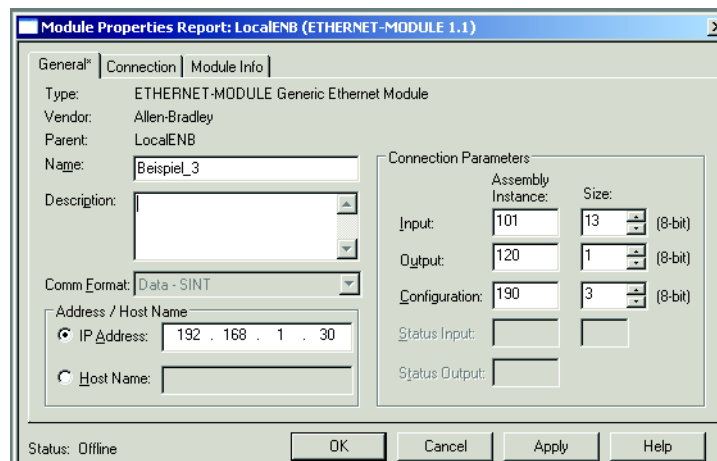 Module Properties Report: LocalENB (ETHERNET-MODULE 1.1)
General* Connection Module Info
Type: ETHERNET-MODULE Generic Ethernet Module
Vendor: Allen-Bradley
Parent: LocalENB
Name: Beispiel_3
Description:
Comm Format: Data - SINT
Address / Host Name
IP Address: 192 . 168 . 1 . 30
Host Name:
Connection Parameters
Assembly
Instance: Size:
Input: 101 13 (8-bit)
Output: 120 1 (8-bit)
Configuration: 190 3 (8-bit)
Status Input:
Status Output:
Status: Offline OK Cancel Apply Help